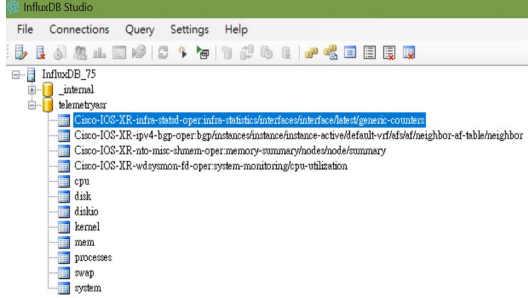 InfluxDB Studio
File Connections Query Settings Help
InfluxDB_75
_internal
telemetryasr
Cisco-IOS-XR-infra-statsd-oper:infra-statistics/interfaces/interface/latest/generic-counters
Cisco-IOS-XR-ipv4-bgp-oper:bgp/instances/instance/instance-active/default-vrf/afs/af/neighbor-af-table/neighbor
Cisco-IOS-XR-nto-misc-shmem-oper:memory-summary/nodes/node/summary
Cisco-IOS-XR-wdsysmon-fd-oper:system-monitoring/cpu-utilization
cpu
disk
diskio
kernel
mem
processes
swap
system